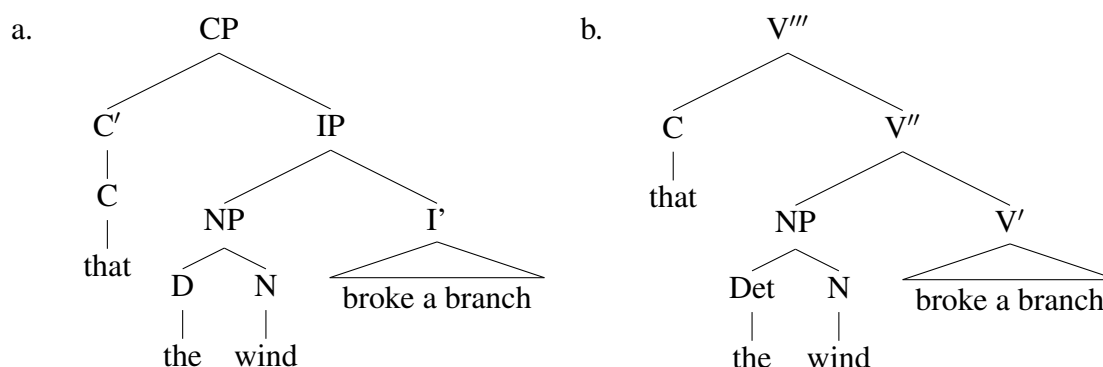 a. CP b. V‴
C′ IP C V″
C that
NP I’ NP V′
that
D N broke a branch Det N broke a branch
the wind the wind